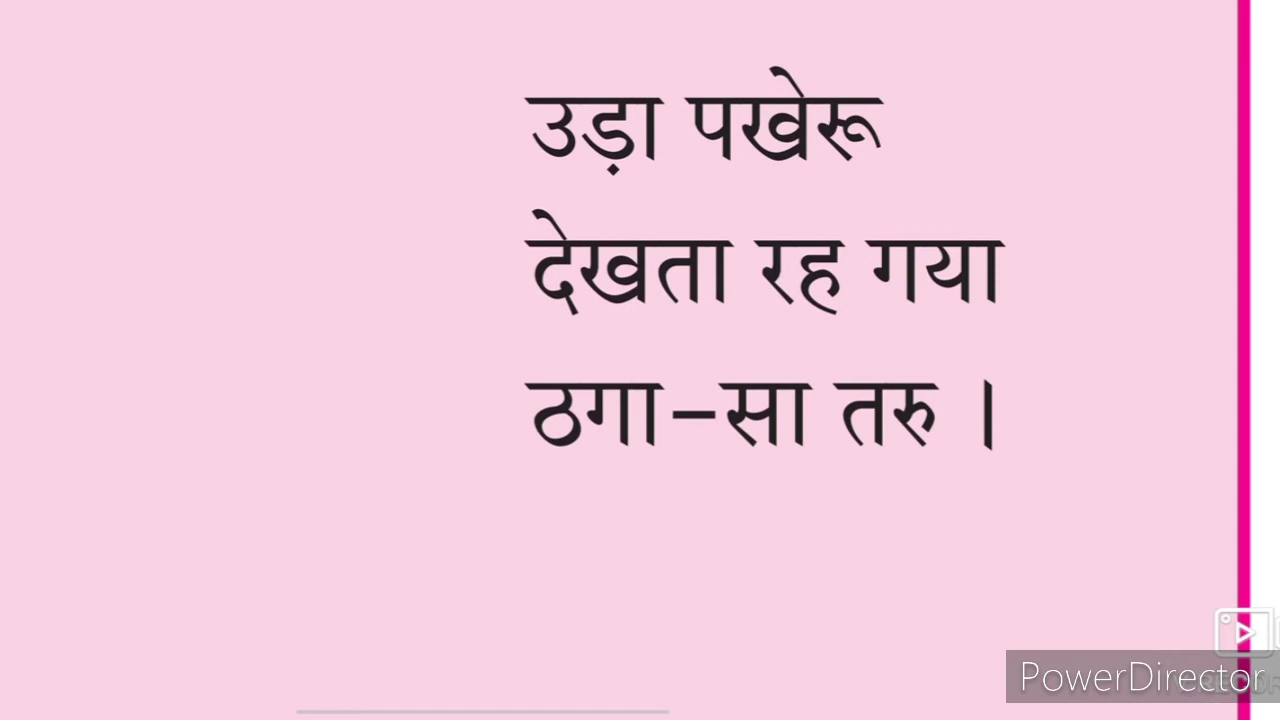 उड़ा पखेरू
देखता रह गया
ठगा–सा तरु ।
PowerDirector